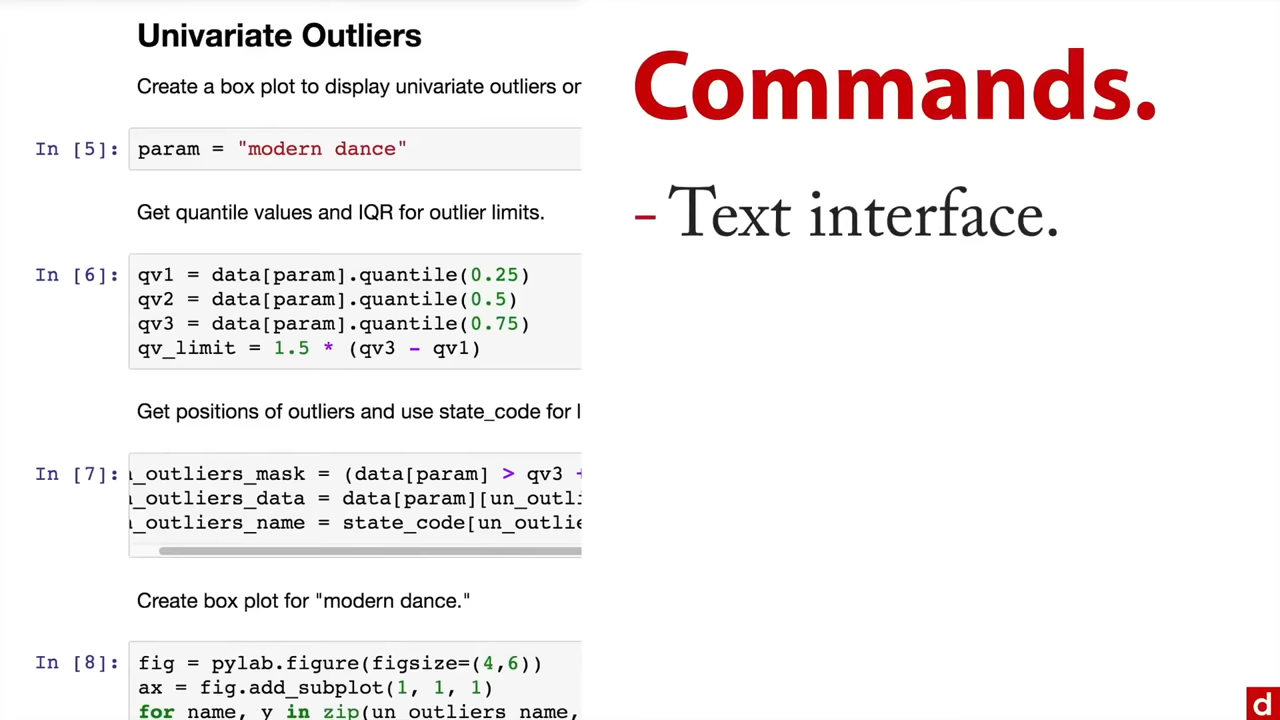 Univariate Outliers
Create a box plot to display univariate outliers or
In [5]: param = "modern dance"
Get quantile values and IQR for outlier limits.
In [6]: qv1 = data[param].quantile(0.25)
qv2 = data[param].quantile(0.5)
qv3 = data[param].quantile(0.75)
qv_limit = 1.5 * (qv3 - qv1)
Get positions of outliers and use state_code for l
In [7]: n_outliers_mask = (data[param] > qv3 +
n_outliers_data = data[param][un_outli
n_outliers_name = state_code[un_outlie
Create box plot for "modern dance."
In [8]: fig = pylab.figure(figsize=(4,6))
ax = fig.add_subplot(1, 1, 1)
for name, y in zip(un_outliers_name,
Commands.
- Text interface.
d